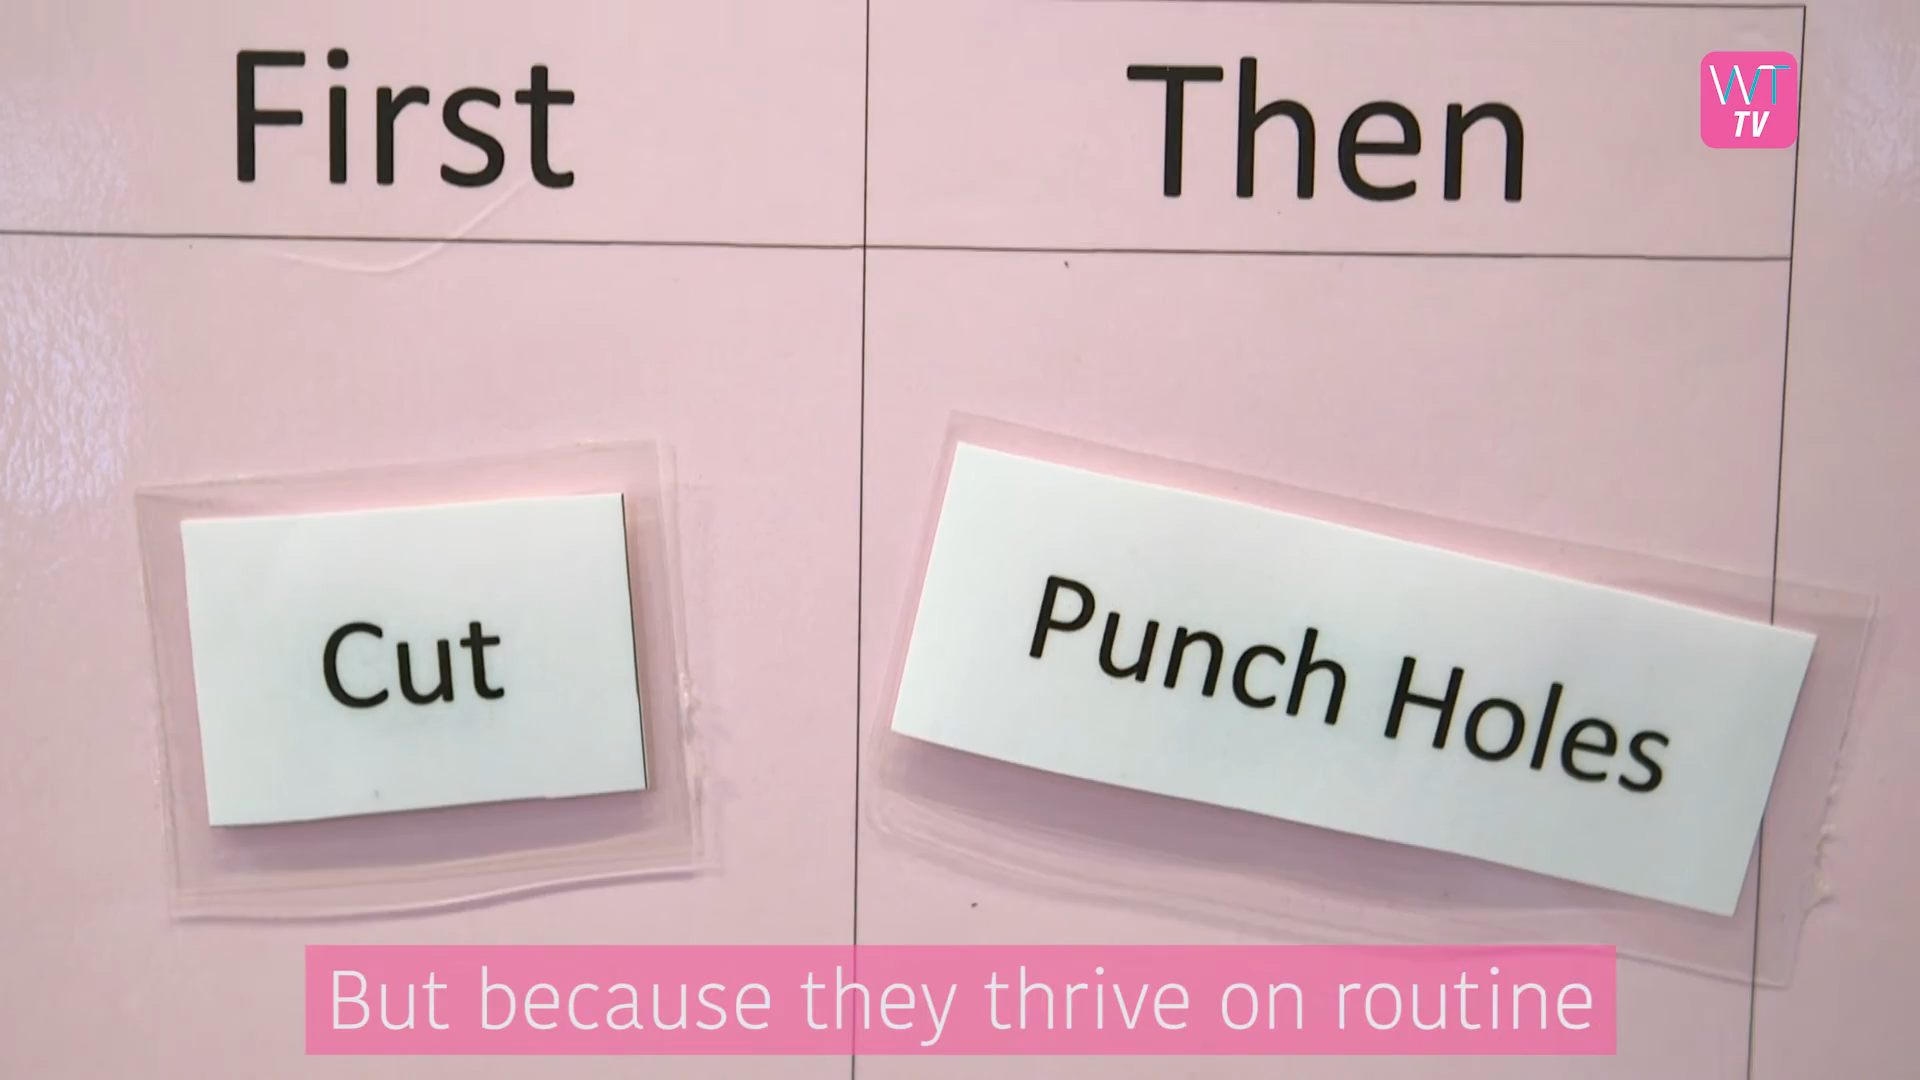 First
Then
WT
TV
Cut
Punch Holes
But because they thrive on routine